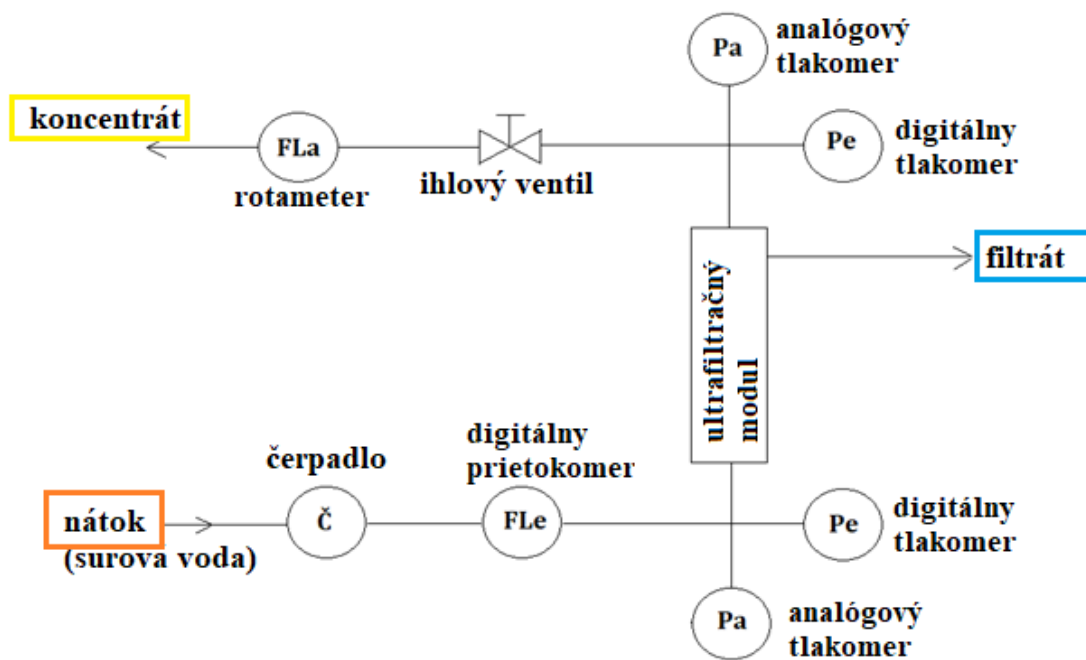 Pa
analógový
tlakomer
koncentrát
FLa
rotameter
ihlový ventil
Pe
digitálny
tlakomer
filtrát
ultrafiltračný
modul
čerpadlo
digitálny
prietokomer
nátok
(surova voda)
Č
FLe
Pe
digitálny
tlakomer
Pa
analógový
tlakomer